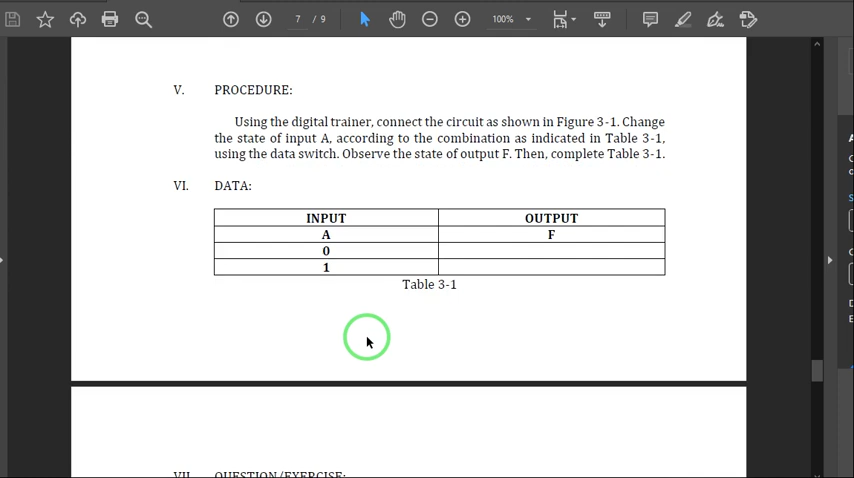 7 / 9
100%
V. PROCEDURE:
Using the digital trainer, connect the circuit as shown in Figure 3-1. Change
the state of input A, according to the combination as indicated in Table 3-1,
using the data switch. Observe the state of output F. Then, complete Table 3-1.
VI. DATA:
INPUT OUTPUT
A F
0
1
Table 3-1
VII. QUESTION/EXERCISE: